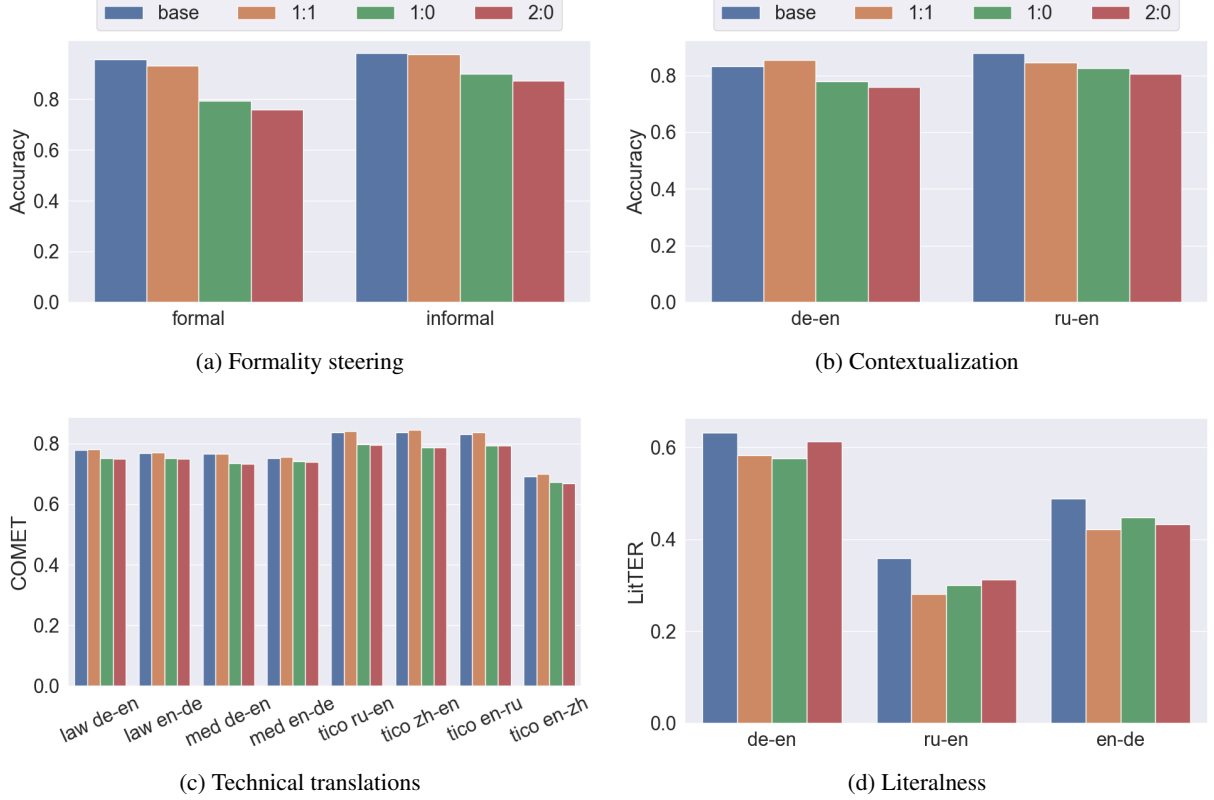 base 1:1 1:0 2:0
Accuracy
0.8
0.6
0.4
0.2
0.0
formal informal
(a) Formality steering
base 1:1 1:0 2:0
Accuracy
0.8
0.6
0.4
0.2
0.0
de-en ru-en
(b) Contextualization
COMET
0.8
0.6
0.4
0.2
0.0
law de-en law en-de med de-en med en-de tico ru-en tico zh-en tico en-ru tico en-zh
(c) Technical translations
LitTER
0.6
0.4
0.2
0.0
de-en ru-en en-de
(d) Literalness